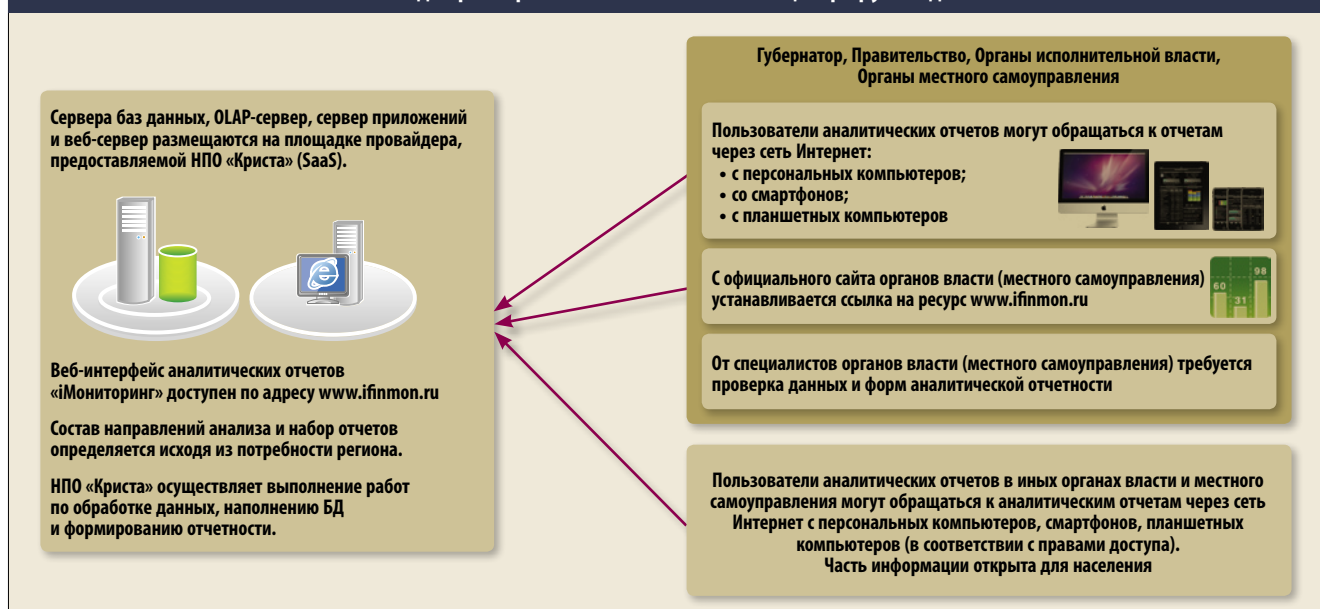 Сервера баз данных, OLAP-сервер, сервер приложений
и веб-сервер размещаются на площадке провайдера,
предоставляемой НПО «Криста» (SaaS).
Веб-интерфейс аналитических отчетов
«iМониторинг» доступен по адресу www.ifinmon.ru
Состав направлений анализа и набор отчетов
определяется исходя из потребности региона.
НПО «Криста» осуществляет выполнение работ
по обработке данных, наполнению БД
и формированию отчетности.
Губернатор, Правительство, Органы исполнительной власти,
Органы местного самоуправления
Пользователи аналитических отчетов могут обращаться к отчетам
через сеть Интернет:
• с персональных компьютеров;
• со смартфонов;
• с планшетных компьютеров
С официального сайта органов власти (местного самоуправления)
устанавливается ссылка на ресурс www.ifinmon.ru
60
31
98
От специалистов органов власти (местного самоуправления) требуется
проверка данных и форм аналитической отчетности
Пользователи аналитических отчетов в иных органах власти и местного
самоуправления могут обращаться к аналитическим отчетам через сеть
Интернет с персональных компьютеров, смартфонов, планшетных
компьютеров (в соответствии с правами доступа).
Часть информации открыта для населения